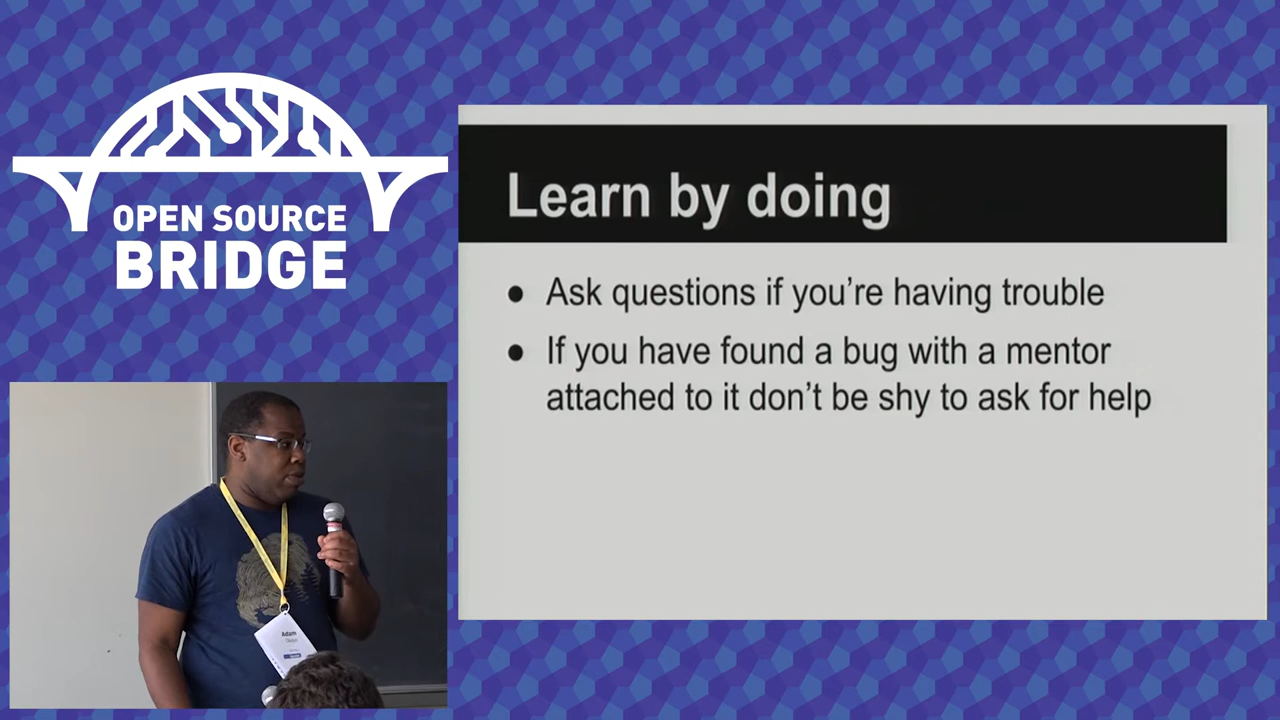 OPEN SOURCE
BRIDGE
Learn by doing
● Ask questions if you’re having trouble
● If you have found a bug with a mentor
attached to it don’t be shy to ask for help
Adam